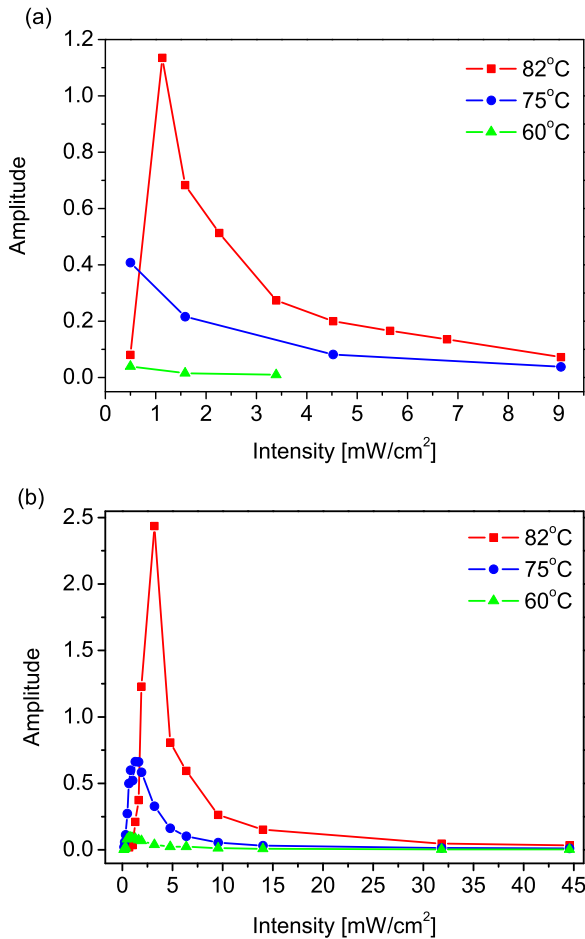 (a)
1.2
1.0
0.8
0.6
0.4
0.2
0.0
Amplitude
82°C
75°C
60°C
0 1 2 3 4 5 6 7 8 9
Intensity [mW/cm²]
(b)
2.5
2.0
1.5
1.0
0.5
0.0
Amplitude
82°C
75°C
60°C
0 5 10 15 20 25 30 35 40 45
Intensity [mW/cm²]